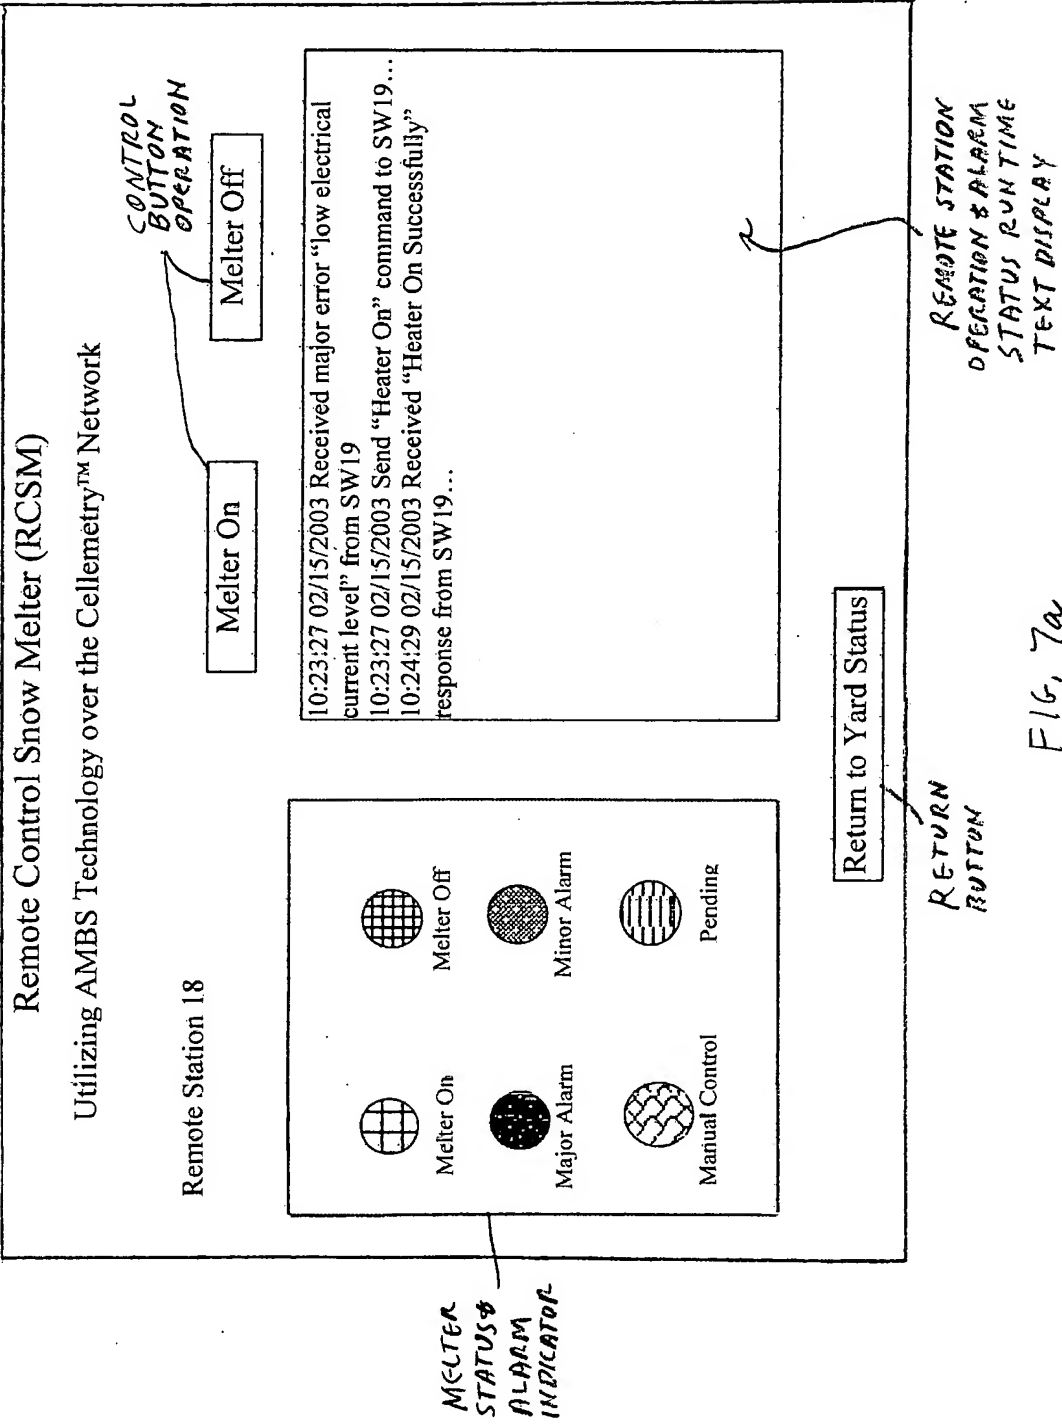 Remote Control Snow Melter (RCSM)
Utilizing AMBS Technology over the Cellemetry™ Network
CONTROL
BUTTON
OPERATION
Remote Station 18
Melter On
Melter Off
Melter On
Melter Off
Major Alarm
Minor Alarm
Manual Control
Pending
10:23:27 02/15/2003 Received major error “low electrical
current level” from SW19
10:23:27 02/15/2003 Send “Heater On” command to SW19...
10:24:29 02/15/2003 Received “Heater On Successfully”
response from SW19...
MELTER
STATUS &
ALARM
INDICATOR
Return to Yard Status
RETURN
BUTTON
REMOTE STATION
OPERATION & ALARM
STATUS RUN TIME
TEXT DISPLAY
FIG. 7a